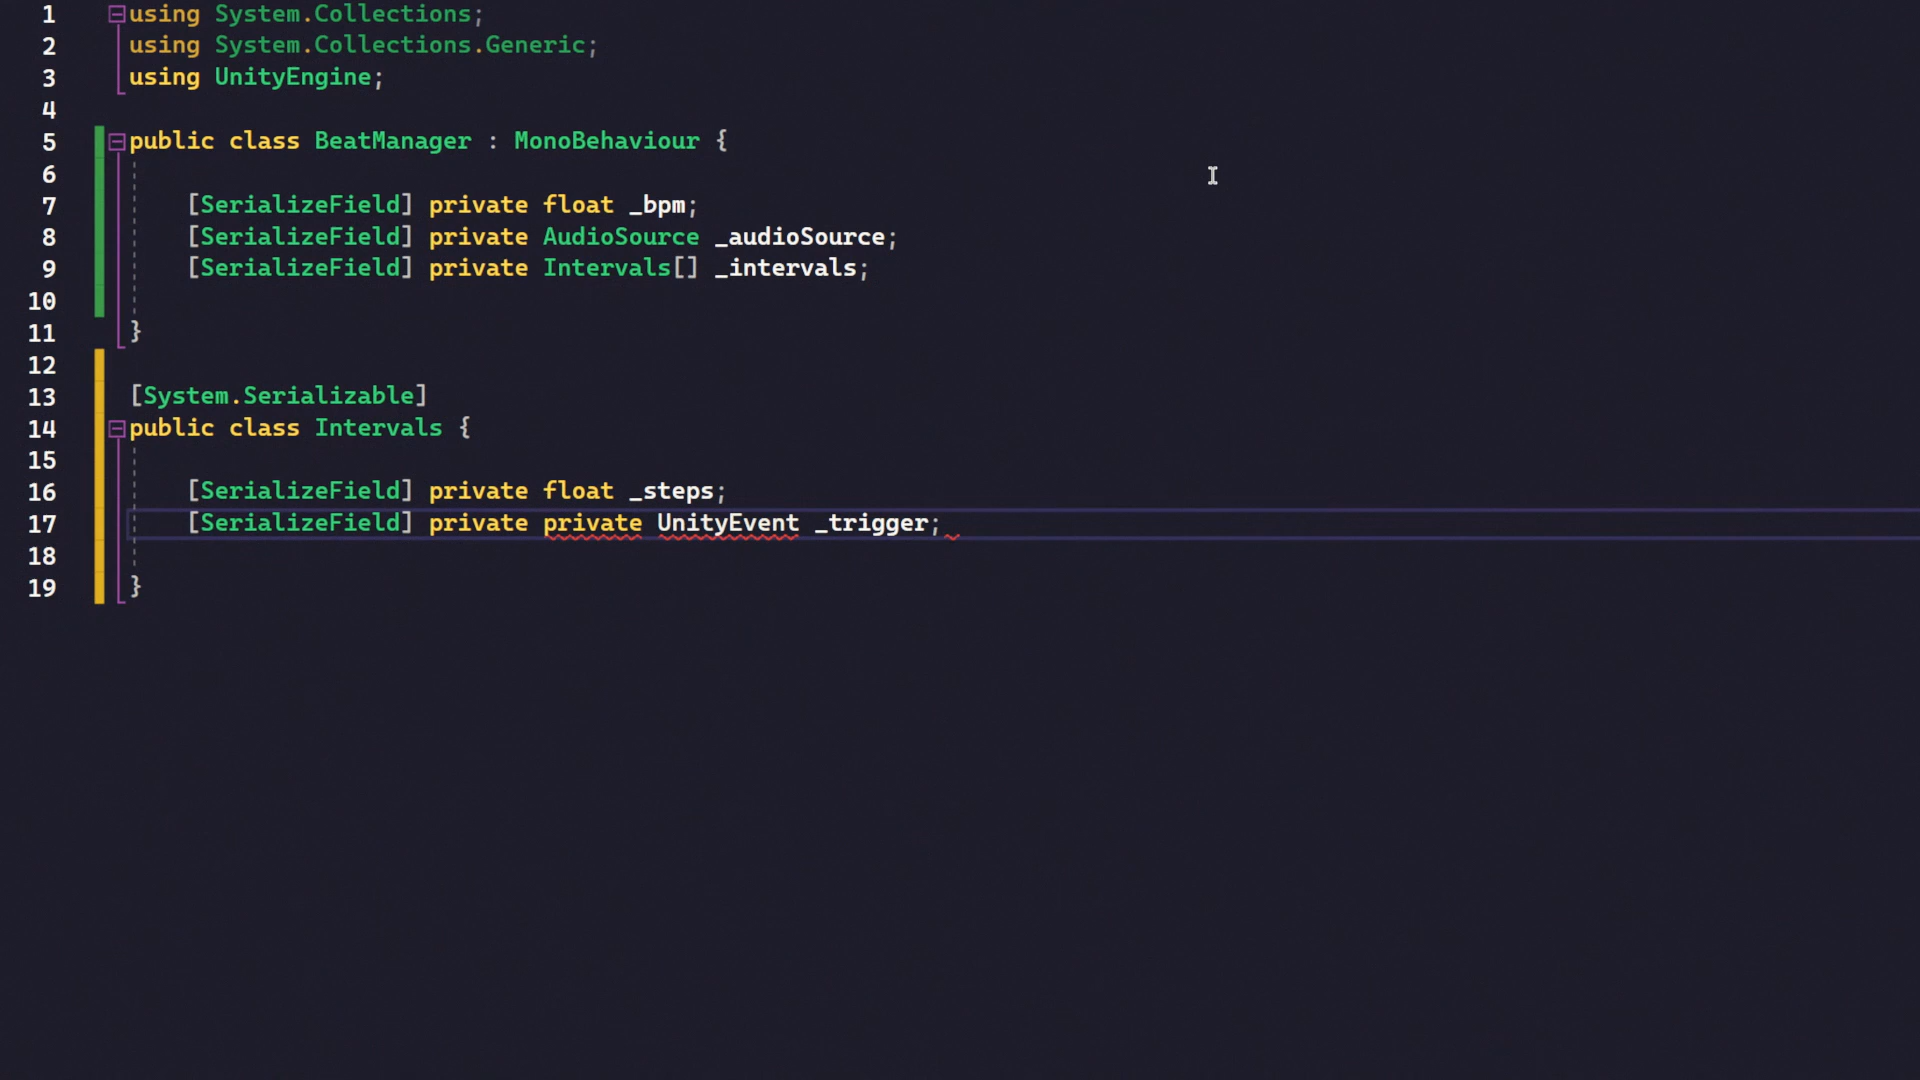 1 using System.Collections;
2 using System.Collections.Generic;
3 using UnityEngine;
4
5 public class BeatManager : MonoBehaviour {
6
7 [SerializeField] private float _bpm;
8 [SerializeField] private AudioSource _audioSource;
9 [SerializeField] private Intervals[] _intervals;
10
11 }
12
13 [System.Serializable]
14 public class Intervals {
15
16 [SerializeField] private float _steps;
17 [SerializeField] private private UnityEvent _trigger;
18
19 }